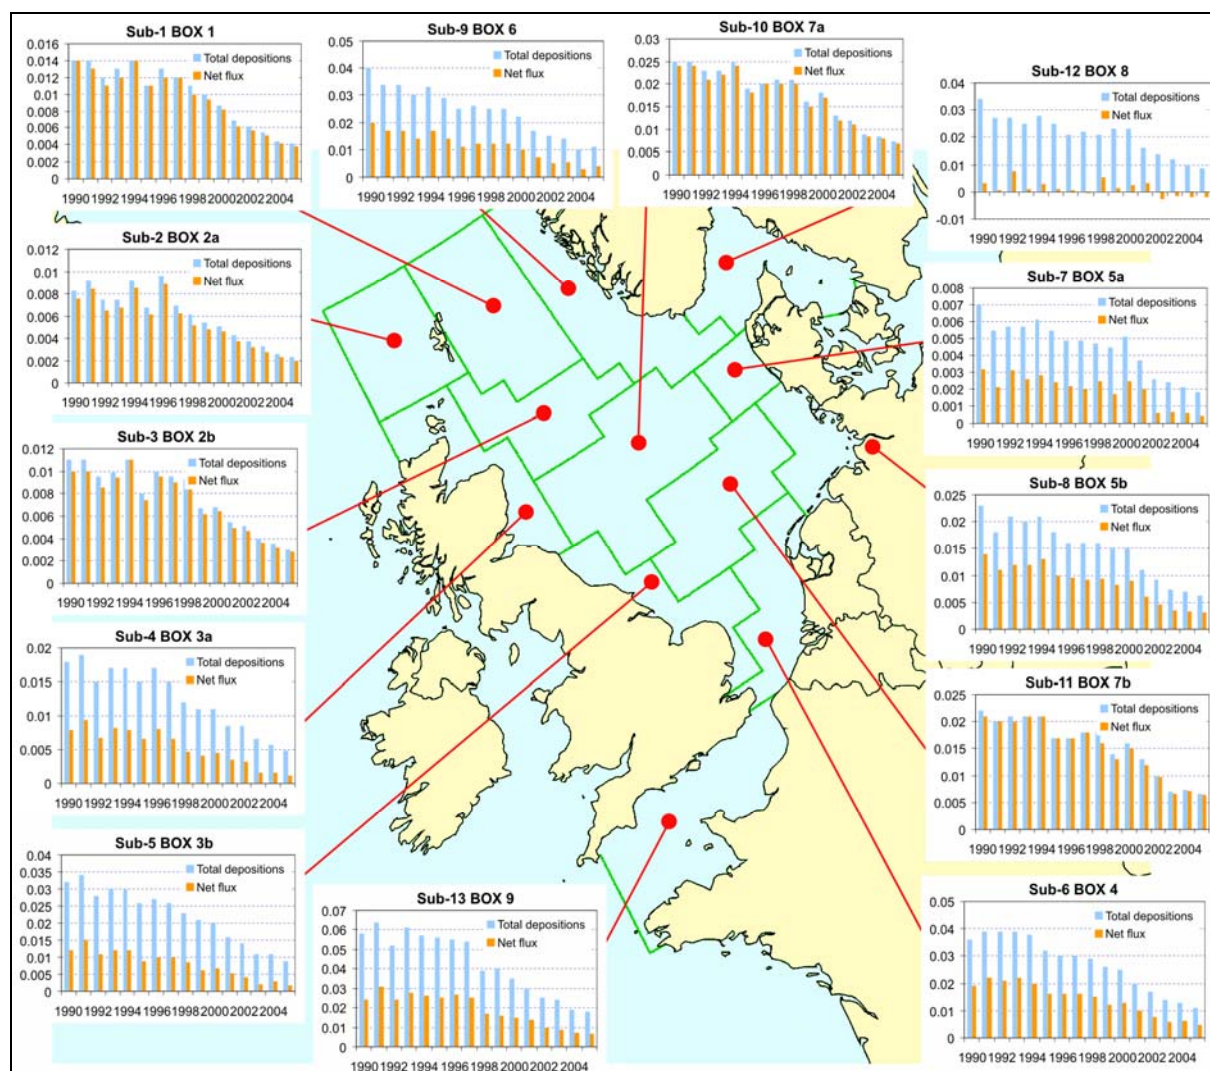 Sub-1 BOX 1
0.016
0.014
0.012
0.01
0.008
0.006
0.004
0.002
0
Total depositions
Net flux
1990 1992 1994 1996 1998 2000 2002 2004
Sub-9 BOX 6
0.05
0.04
0.03
0.02
0.01
0
Total depositions
Net flux
1990 1992 1994 1996 1998 2000 2002 2004
Sub-10 BOX 7a
0.03
0.025
0.02
0.015
0.01
0.005
0
Total depositions
Net flux
1990 1992 1994 1996 1998 2000 2002 2004
Sub-12 BOX 8
0.04
0.03
0.02
0.01
0
-0.01
Total depositions
Net flux
1990 1992 1994 1996 1998 2000 2002 2004
Sub-2 BOX 2a
0.012
0.01
0.008
0.006
0.004
0.002
0
Total depositions
Net flux
1990 1992 1994 1996 1998 2000 2002 2004
Sub-7 BOX 5a
0.008
0.007
0.006
0.005
0.004
0.003
0.002
0.001
0
Total depositions
Net flux
1990 1992 1994 1996 1998 2000 2002 2004
Sub-3 BOX 2b
0.012
0.01
0.008
0.006
0.004
0.002
0
Total depositions
Net flux
1990 1992 1994 1996 1998 2000 2002 2004
Sub-8 BOX 5b
0.025
0.02
0.015
0.01
0.005
0
Total depositions
Net flux
1990 1992 1994 1996 1998 2000 2002 2004
Sub-4 BOX 3a
0.02
0.015
0.01
0.005
0
Total depositions
Net flux
1990 1992 1994 1996 1998 2000 2002 2004
Sub-11 BOX 7b
0.025
0.02
0.015
0.01
0.005
0
Total depositions
Net flux
1990 1992 1994 1996 1998 2000 2002 2004
Sub-5 BOX 3b
0.04
0.035
0.03
0.025
0.02
0.015
0.01
0.005
0
Total depositions
Net flux
1990 1992 1994 1996 1998 2000 2002 2004
Sub-13 BOX 9
0.07
0.06
0.05
0.04
0.03
0.02
0.01
0
Total depositions
Net flux
1990 1992 1994 1996 1998 2000 2002 2004
Sub-6 BOX 4
0.05
0.04
0.03
0.02
0.01
0
Total depositions
Net flux
1990 1992 1994 1996 1998 2000 2002 2004